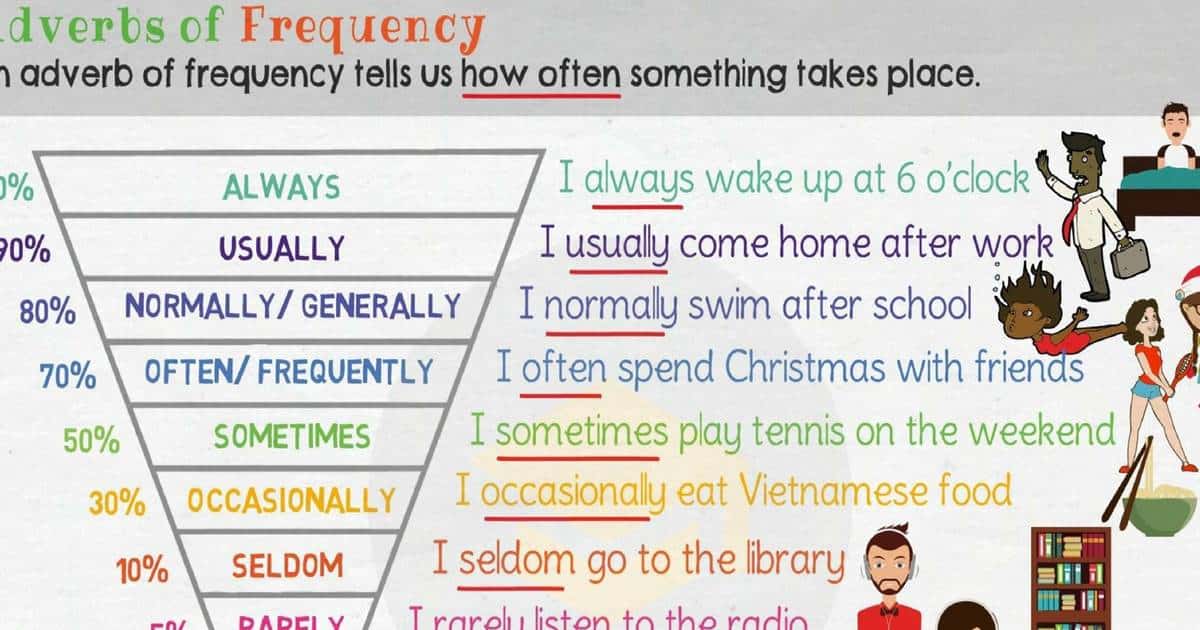 dverbs of Frequency
adverb of frequency tells us how often something takes place.
0% ALWAYS I always wake up at 6 o'clock
90% USUALLY I usually come home after work
80% NORMALLY/ GENERALLY I normally swim after school
70% OFTEN/ FREQUENTLY I often spend Christmas with friends
50% SOMETIMES I sometimes play tennis on the weekend
30% OCCASIONALLY I occasionally eat Vietnamese food
10% SELDOM I seldom go to the library
5% RARELY I rarely listen to the radio